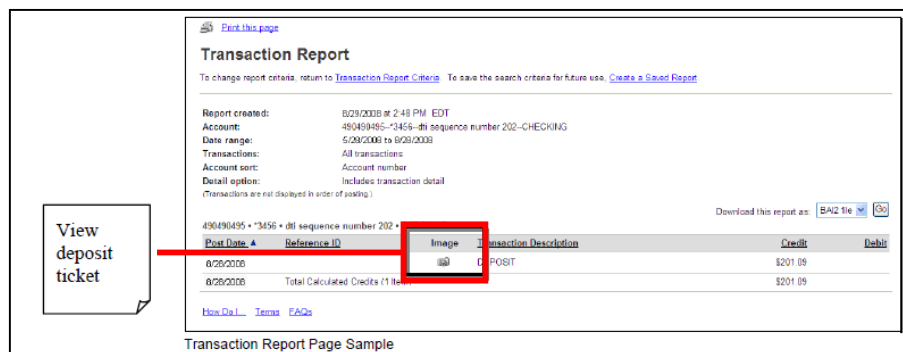 Print this page
Transaction Report
To change report criteria, return to Transaction Report Criteria. To save the search criteria for future use, Create a Saved Report
Report created: 8/29/2008 at 2:48 PM EDT
Account: 490490495--*3456--dti sequence number 202--CHECKING
Date range: 5/28/2008 to 8/28/2008
Transactions: All transactions
Account sort: Account number
Detail option: Includes transaction detail
(Transactions are not displayed in order of posting.)
Download this report as: BAI2 file Go
490490495 • *3456 • dti sequence number 202 •
Post Date Reference ID Image Transaction Description Credit Debit
8/28/2008 DEPOSIT $201.09
8/28/2008 Total Calculated Credits (1 Item) $201.09
How Do I... Terms FAQs
View
deposit
ticket
Transaction Report Page Sample